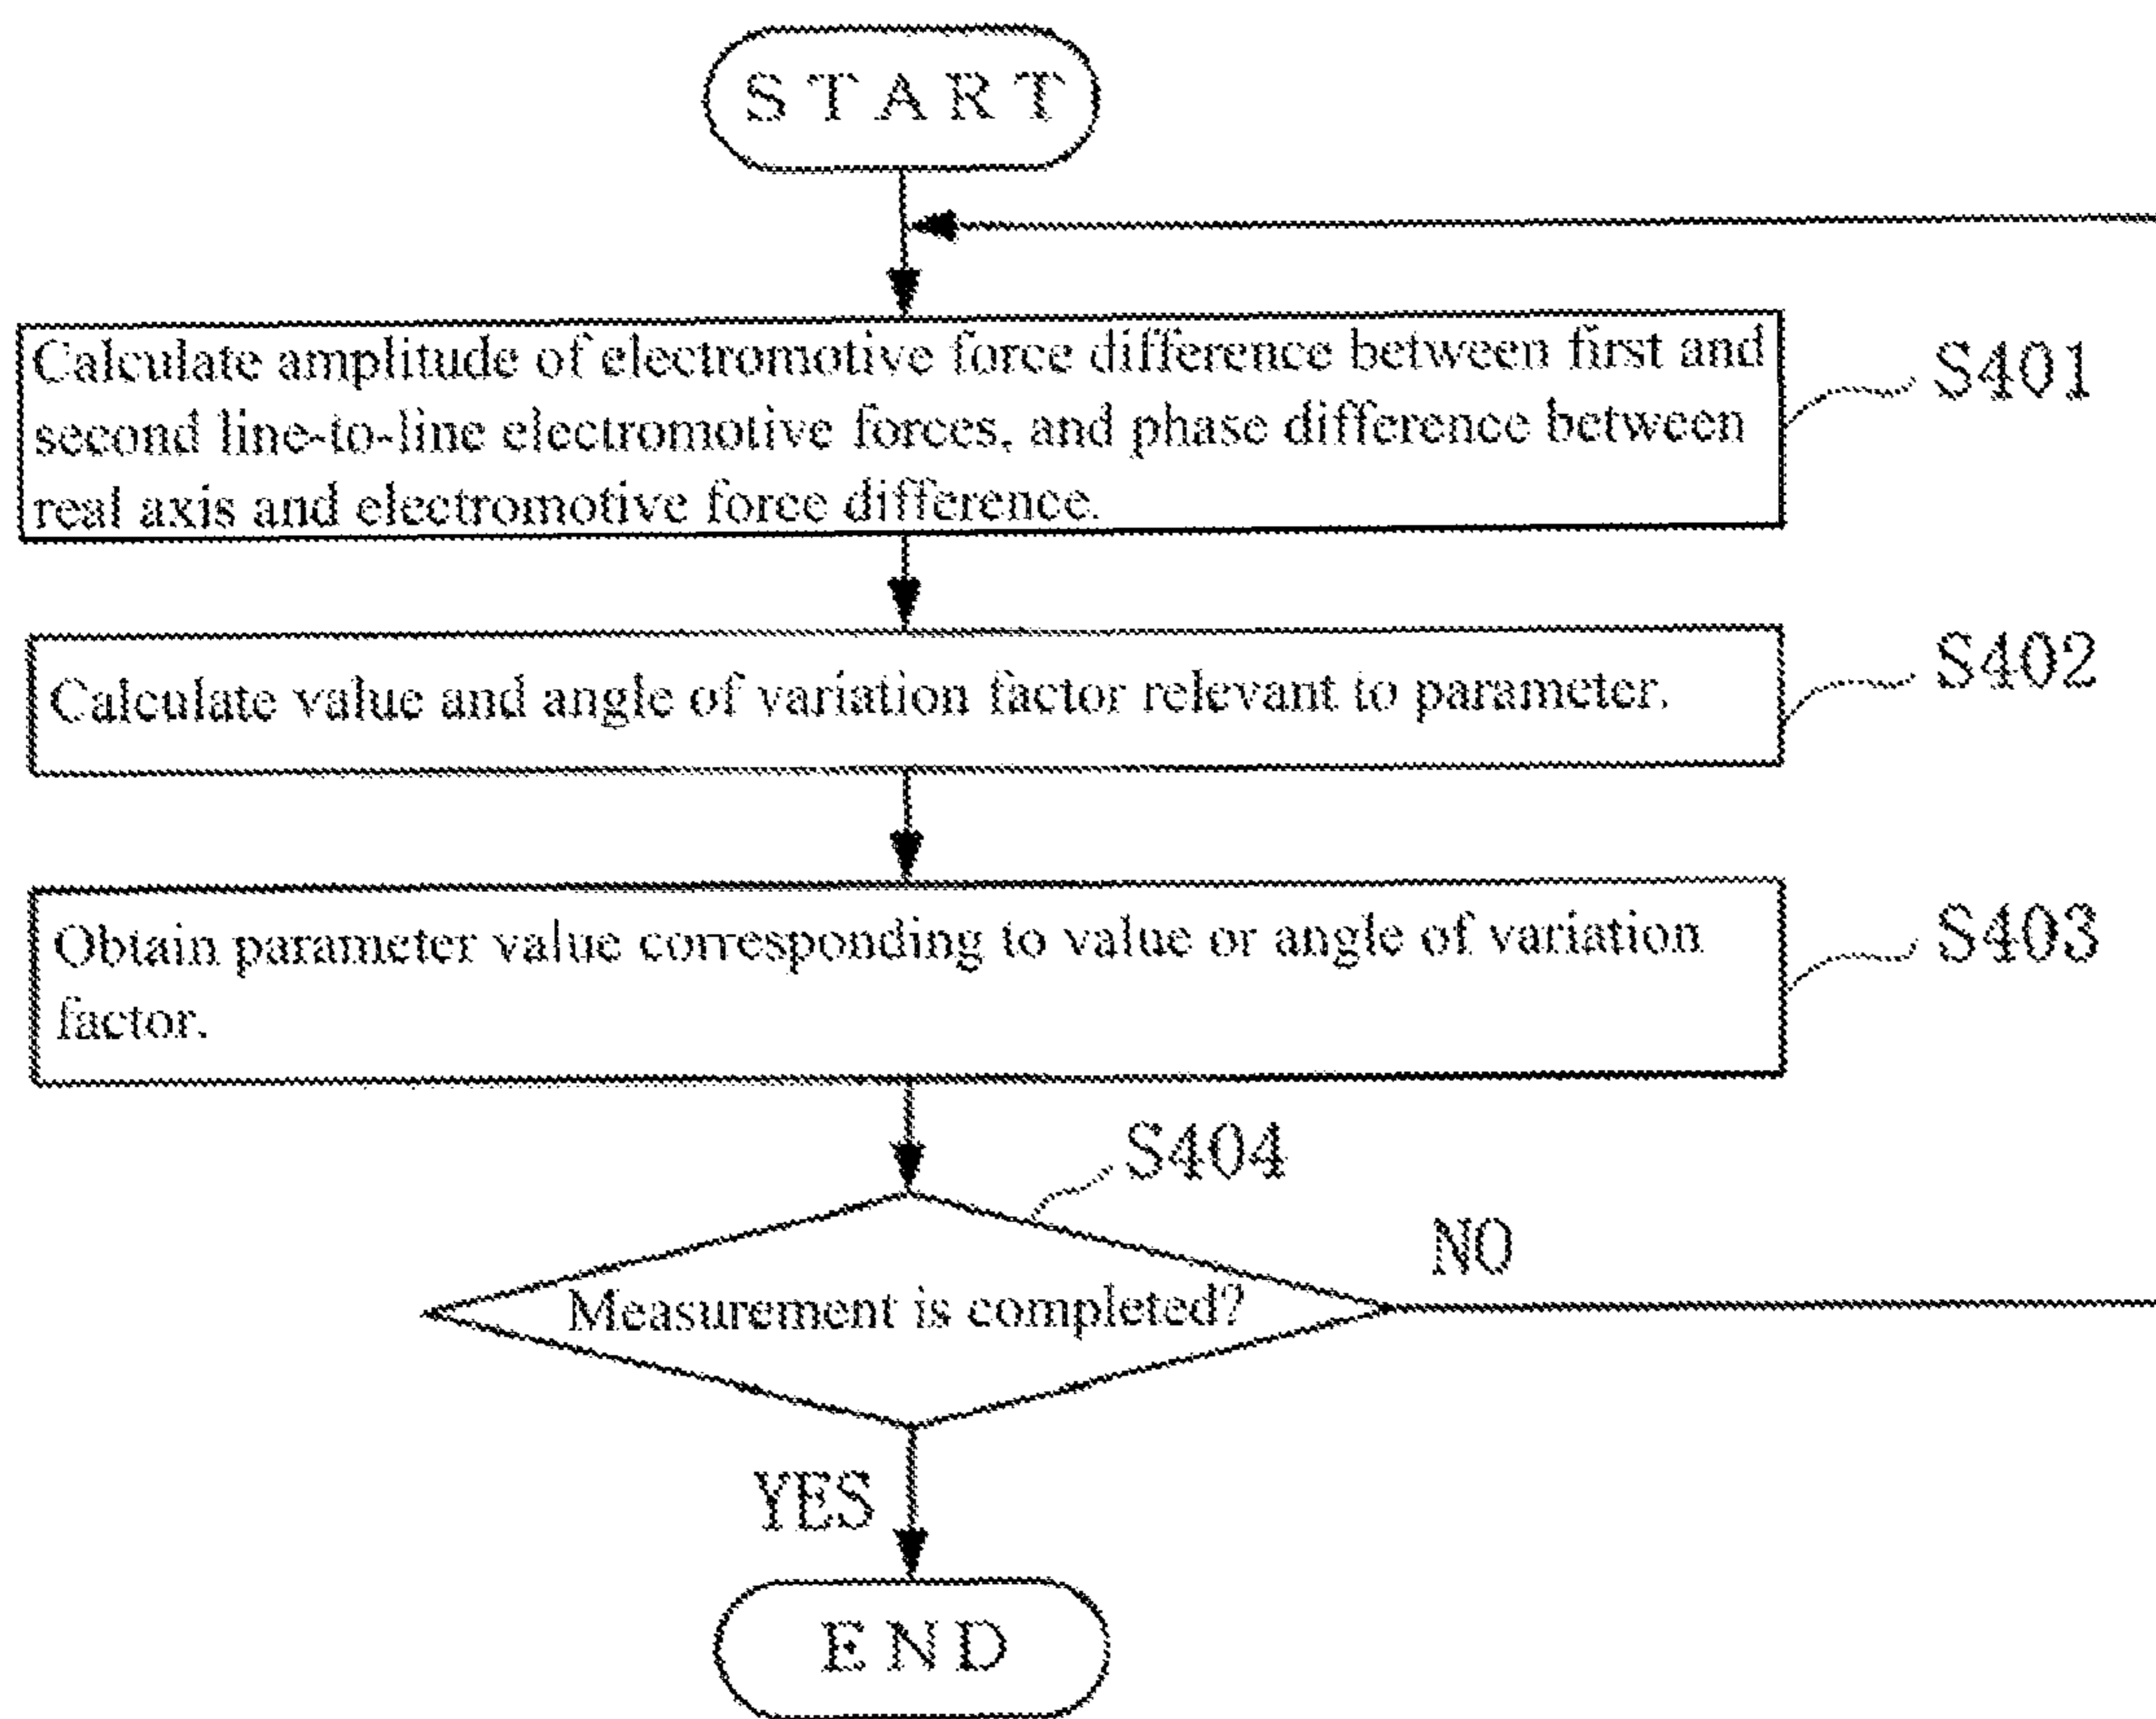 START
Calculate amplitude of electromotive force difference between first and
second line-to-line electromotive forces, and phase difference between
real axis and electromotive force difference.
S401
Calculate value and angle of variation factor relevant to parameter.
S402
Obtain parameter value corresponding to value or angle of variation
factor.
S403
S404
Measurement is completed?
NO
YES
END